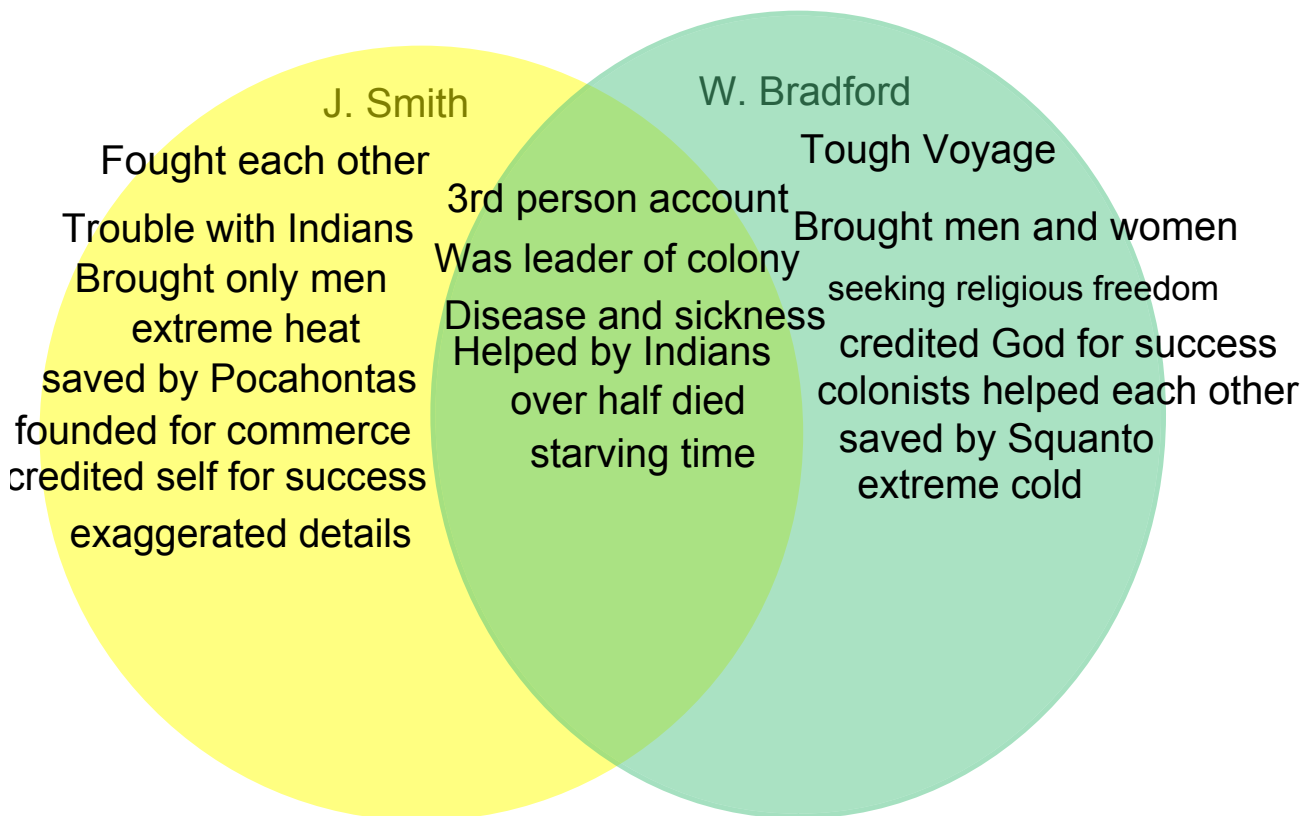 J. Smith
Fought each other
Trouble with Indians
Brought only men
extreme heat
saved by Pocahontas
founded for commerce
credited self for success
exaggerated details
3rd person account
Was leader of colony
Disease and sickness
Helped by Indians
over half died
starving time
W. Bradford
Tough Voyage
Brought men and women
seeking religious freedom
credited God for success
colonists helped each other
saved by Squanto
extreme cold